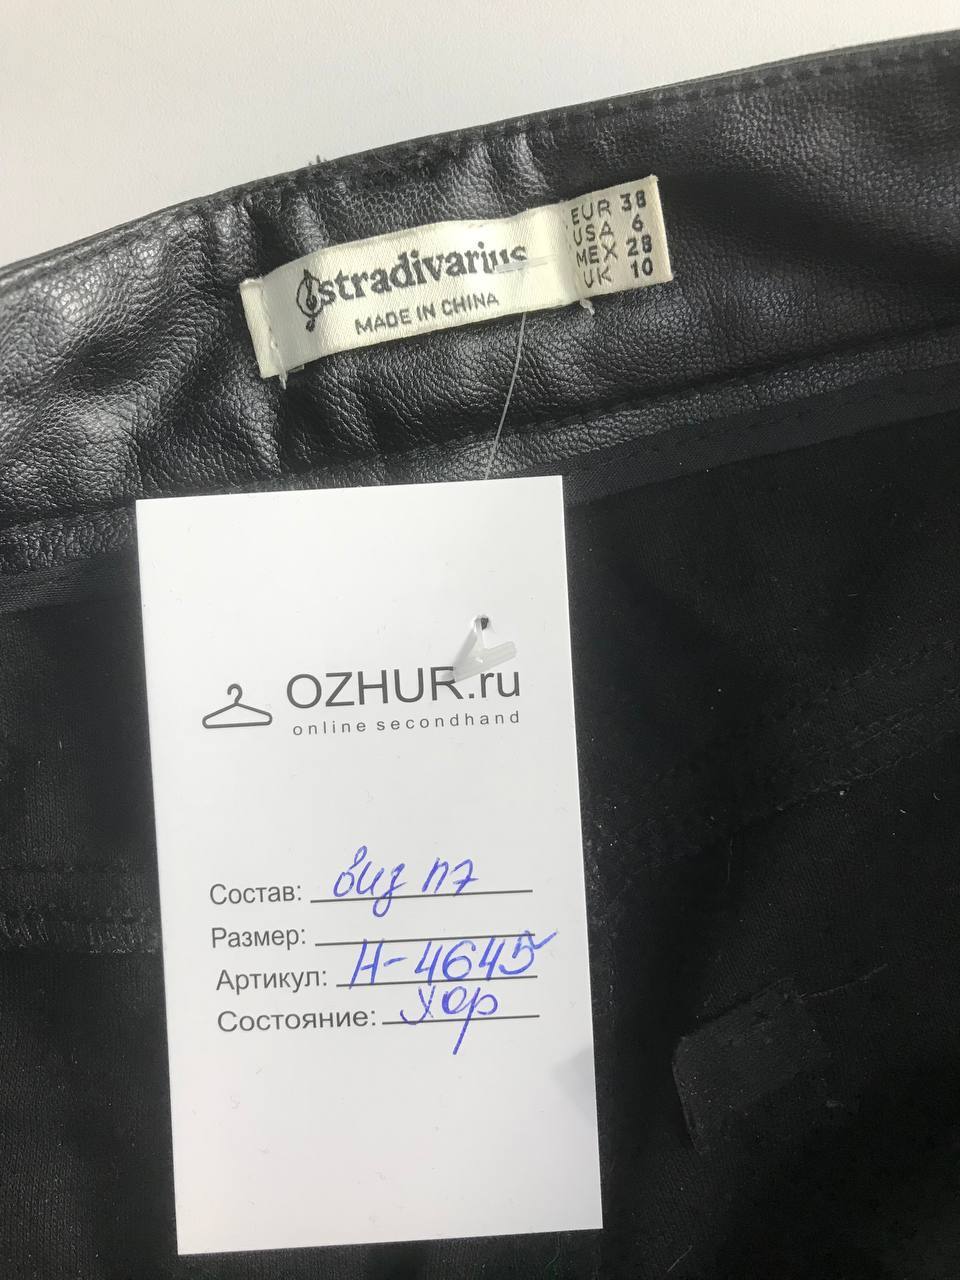 stradivarius
MADE IN CHINA
EUR 38
USA 6
MEX 28
UK 10
OZHUR.ru
online secondhand
Состав: виз п7
Размер:
Артикул: Н-4645
Состояние: хор